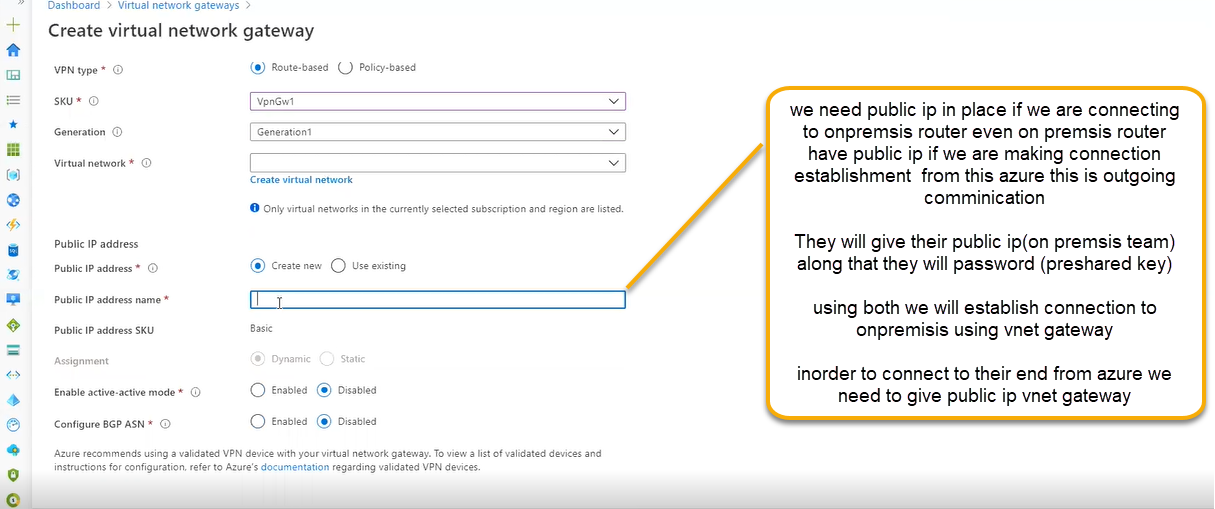 Dashboard > Virtual network gateways >
Create virtual network gateway
VPN type * Route-based Policy-based
SKU * VpnGw1
Generation Generation1
Virtual network *
Create virtual network
Only virtual networks in the currently selected subscription and region are listed.
Public IP address
Public IP address * Create new Use existing
Public IP address name *
Public IP address SKU Basic
Assignment Dynamic Static
Enable active-active mode * Enabled Disabled
Configure BGP ASN * Enabled Disabled
Azure recommends using a validated VPN device with your virtual network gateway. To view a list of validated devices and
instructions for configuration, refer to Azure's documentation regarding validated VPN devices.
we need public ip in place if we are connecting
to onpremsis router even on premsis router
have public ip if we are making connection
establishment from this azure this is outgoing
comminication
They will give their public ip(on premsis team)
along that they will password (preshared key)
using both we will establish connection to
onpremisis using vnet gateway
inorder to connect to their end from azure we
need to give public ip vnet gateway